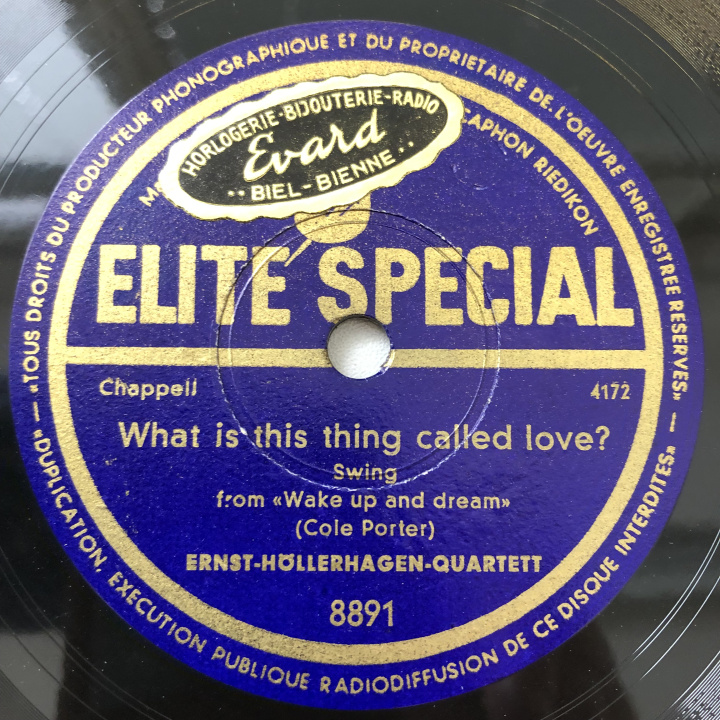 «TOUS DROITS DU PRODUCTEUR PHONOGRAPHIQUE ET DU PROPRIETAIRE DE L'OEUVRE ENREGISTREE RESERVES» —
HORLOGERIE-BIJOUTERIE-RADIO
Evard
BIEL-BIENNE
RIEDIKON
ELITE SPECIAL
Chappell
4172
What is this thing called love?
Swing
from «Wake up and dream»
(Cole Porter)
ERNST-HÖLLERHAGEN-QUARTETT
8891
— «DUPLICATION, EXECUTION PUBLIQUE RADIODIFFUSION DE CE DISQUE INTERDITES»